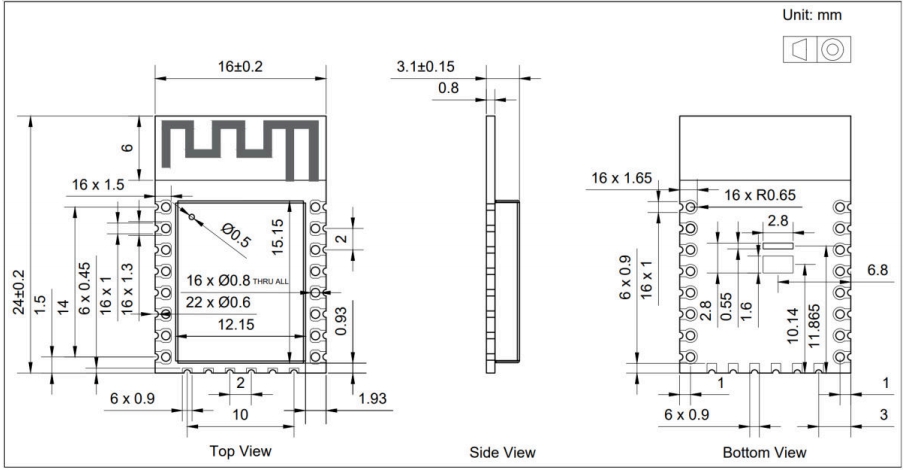 Unit: mm
16±0.2
3.1±0.15
0.8
6
16 x 1.5
16 x 1.65
16 x R0.65
2.8
Ø0.5
15.15
2
24±0.2
1.5
14
6 x 0.45
16 x 1
16 x 1.3
16 x Ø0.8 THRU ALL
22 x Ø0.6
12.15
0.93
6 x 0.9
16 x 1
2.8
0.55
1.6
10.14
11.865
6.8
2
6 x 0.9
10
1.93
1
6 x 0.9
1
3
Top View
Side View
Bottom View